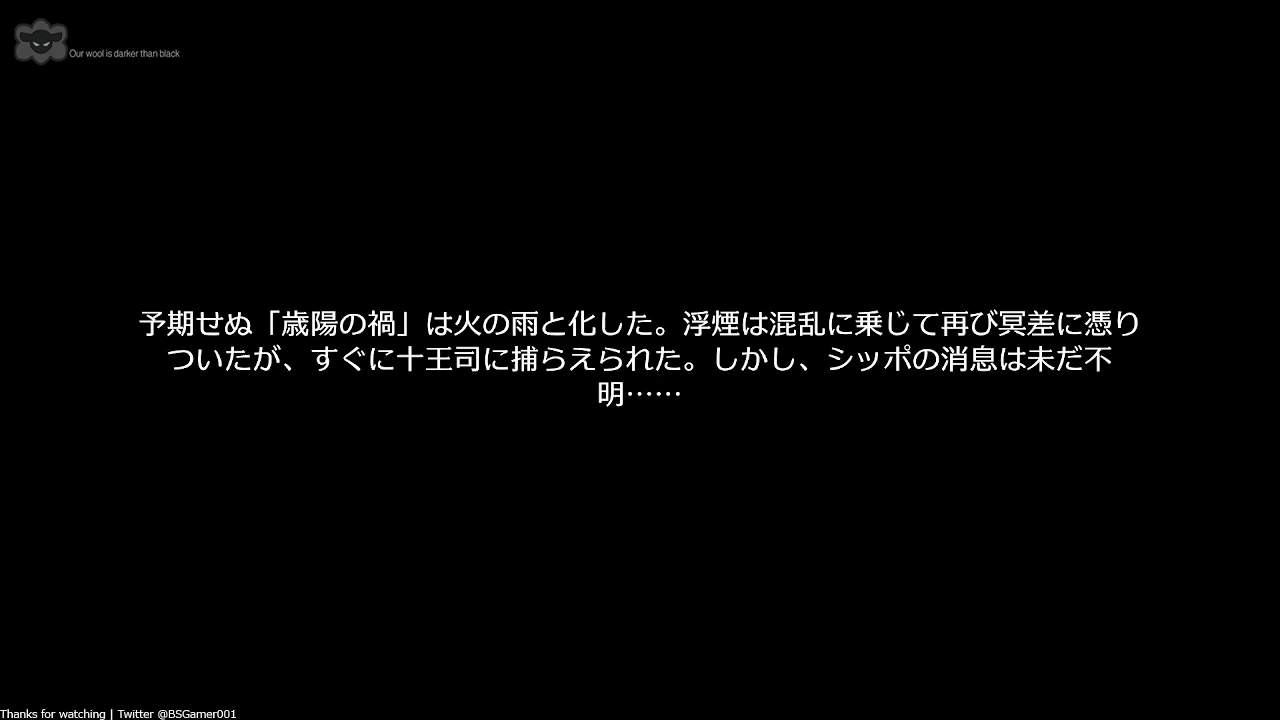 Our wool is darker than black
予期せぬ「歳陽の禍」は火の雨と化した。浮煙は混乱に乗じて再び冥差に憑り
ついたが、すぐに十王司に捕らえられた。しかし、シッポの消息は未だ不
明……
Thanks for watching | Twitter @BSGamer001